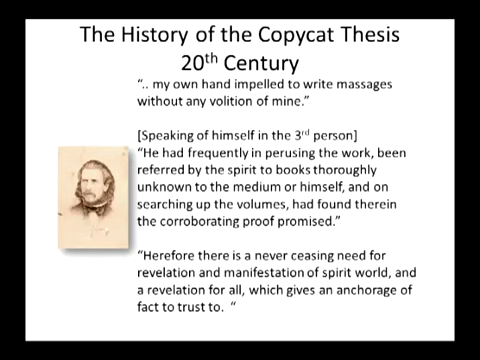 The History of the Copycat Thesis
20th Century
".. my own hand impelled to write massages
without any volition of mine."
[Speaking of himself in the 3rd person]
"He had frequently in perusing the work, been
referred by the spirit to books thoroughly
unknown to the medium or himself, and on
searching up the volumes, had found therein
the corroborating proof promised."
"Herefore there is a never ceasing need for
revelation and manifestation of spirit world, and
a revelation for all, which gives an anchorage of
fact to trust to. "